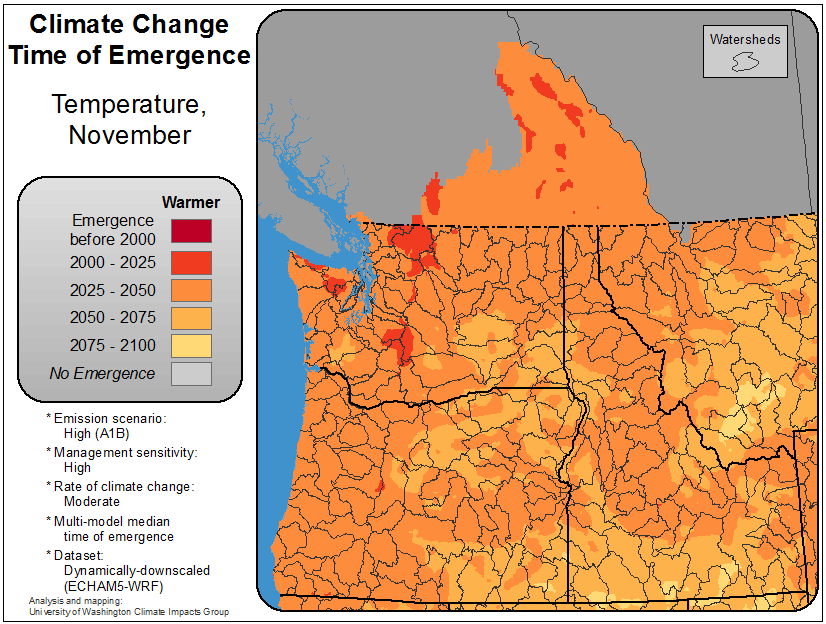 Climate Change
Time of Emergence
Temperature,
November
Warmer
Emergence
before 2000
2000 - 2025
2025 - 2050
2050 - 2075
2075 - 2100
No Emergence
* Emission scenario:
High (A1B)
* Management sensitivity:
High
* Rate of climate change:
Moderate
* Multi-model median
time of emergence
* Dataset:
Dynamically-downscaled
(ECHAM5-WRF)
Analysis and mapping:
University of Washington Climate Impacts Group
Watersheds